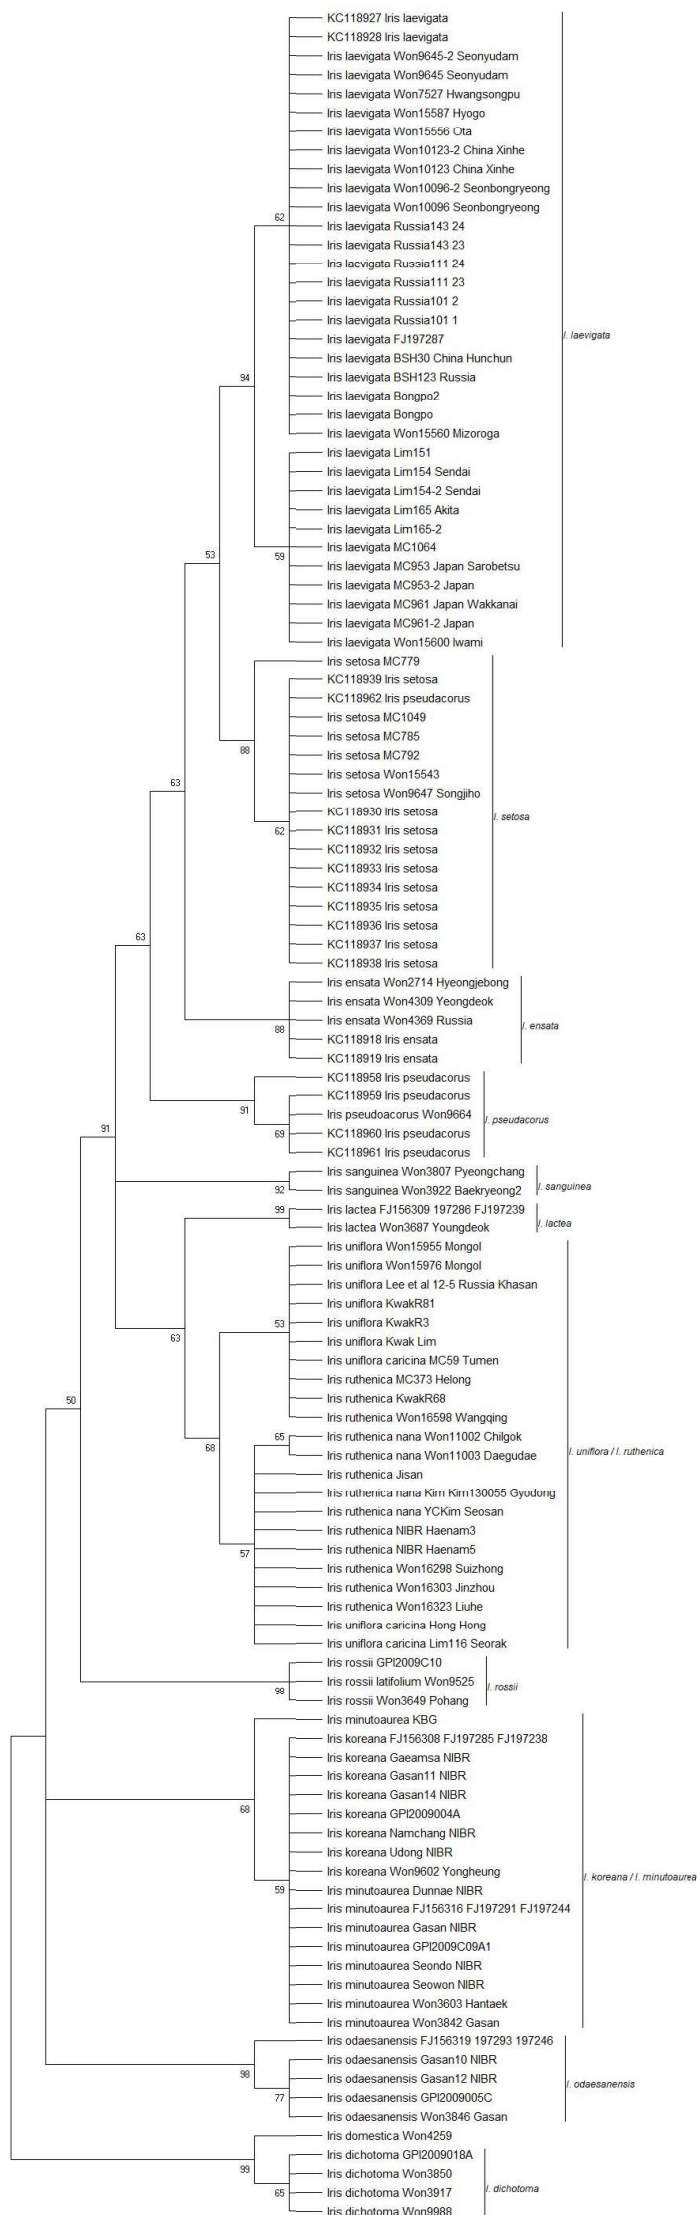 KC118927 Iris laevigata
KC118928 Iris laevigata
Iris laevigata Won9645-2 Seonyudam
Iris laevigata Won9645 Seonyudam
Iris laevigata Won7527 Hwangsongpu
Iris laevigata Won15587 Hyogo
Iris laevigata Won15556 Ota
Iris laevigata Won10123-2 China Xinhe
Iris laevigata Won10123 China Xinhe
Iris laevigata Won10096-2 Seonbongryeong
Iris laevigata Won10096 Seonbongryeong
62
Iris laevigata Russia143 24
Iris laevigata Russia143 23
Iris laevigata Russia111 24
Iris laevigata Russia111 23
Iris laevigata Russia101 2
Iris laevigata Russia101 1
I. laevigata
Iris laevigata FJ197287
Iris laevigata BSH30 China Hunchun
94
Iris laevigata BSH123 Russia
Iris laevigata Bongpo2
Iris laevigata Bongpo
Iris laevigata Won15560 Mizoroga
Iris laevigata Lim151
Iris laevigata Lim154 Sendai
Iris laevigata Lim154-2 Sendai
Iris laevigata Lim165 Akita
Iris laevigata Lim165-2
Iris laevigata MC1064
53
59
Iris laevigata MC953 Japan Sarobetsu
Iris laevigata MC953-2 Japan
Iris laevigata MC961 Japan Wakkanai
Iris laevigata MC961-2 Japan
Iris laevigata Won15600 Iwami
Iris setosa MC779
KC118939 Iris setosa
KC118962 Iris pseudacorus
Iris setosa MC1049
Iris setosa MC785
88
Iris setosa MC792
Iris setosa Won15543
63
Iris setosa Won9647 Songjiho
KC118930 Iris setosa
I. setosa
62
KC118931 Iris setosa
KC118932 Iris setosa
KC118933 Iris setosa
KC118934 Iris setosa
KC118935 Iris setosa
KC118936 Iris setosa
63
KC118937 Iris setosa
KC118938 Iris setosa
Iris ensata Won2714 Hyeongjebong
Iris ensata Won4309 Yeongdeok
Iris ensata Won4369 Russia
I. ensata
88
KC118918 Iris ensata
KC118919 Iris ensata
KC118958 Iris pseudacorus
KC118959 Iris pseudacorus
91
Iris pseudoacorus Won9664
I. pseudacorus
91
69
KC118960 Iris pseudacorus
KC118961 Iris pseudacorus
Iris sanguinea Won3807 Pyeongchang
I. sanguinea
92
Iris sanguinea Won3922 Baekryeong2
99
Iris lactea FJ156309 197286 FJ197239
I. lactea
Iris lactea Won3687 Youngdeok
Iris uniflora Won15955 Mongol
Iris uniflora Won15976 Mongol
Iris uniflora Lee et al 12-5 Russia Khasan
Iris uniflora KwakR81
53
Iris uniflora KwakR3
63
Iris uniflora Kwak Lim
Iris uniflora caricina MC59 Tumen
Iris ruthenica MC373 Helong
50
Iris ruthenica KwakR68
Iris ruthenica Won16598 Wangqing
65
Iris ruthenica nana Won11002 Chilgok
68
I. uniflora / I. ruthenica
Iris ruthenica nana Won11003 Daegudae
Iris ruthenica Jisan
Iris ruthenica nana Kim Kim130055 Gyodong
Iris ruthenica nana YCKim Seosan
Iris ruthenica NIBR Haenam3
57
Iris ruthenica NIBR Haenam5
Iris ruthenica Won16298 Suizhong
Iris ruthenica Won16303 Jinzhou
Iris ruthenica Won16323 Liuhe
Iris uniflora caricina Hong Hong
Iris uniflora caricina Lim116 Seorak
Iris rossii GPI2009C10
Iris rossii latifolium Won9525
I. rossii
Iris rossii Won3649 Pohang
Iris minutoaurea KBG
Iris koreana FJ156308 FJ197285 FJ197238
Iris koreana Gaeamsa NIBR
Iris koreana Gasan11 NIBR
Iris koreana Gasan14 NIBR
68
Iris koreana GPI2009004A
Iris koreana Namchang NIBR
Iris koreana Udong NIBR
Iris koreana Won9602 Yongheung
I. koreana / I. minutoaurea
59
Iris minutoaurea Dunnae NIBR
Iris minutoaurea FJ156316 FJ197291 FJ197244
Iris minutoaurea Gasan NIBR
Iris minutoaurea GPI2009C09A1
Iris minutoaurea Seondo NIBR
Iris minutoaurea Seowon NIBR
Iris minutoaurea Won3603 Hantaek
Iris minutoaurea Won3842 Gasan
Iris odaesanensis FJ156319 197293 197246
Iris odaesanensis Gasan10 NIBR
98
Iris odaesanensis Gasan12 NIBR
I. odaesanensis
77
Iris odaesanensis GPI2009005C
Iris odaesanensis Won3846 Gasan
Iris domestica Won4259
Iris dichotoma GPI2009018A
99
Iris dichotoma Won3850
I. dichotoma
65
Iris dichotoma Won3917
Iris dichotoma Won9988